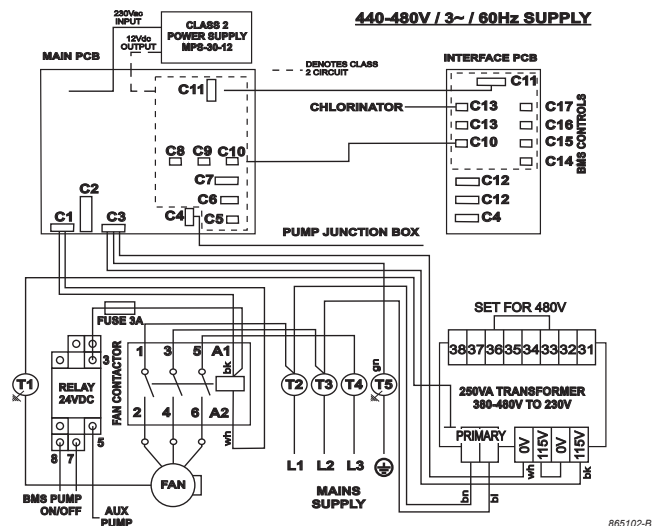 440-480V / 3~ / 60Hz SUPPLY
230Vac
INPUT
12Vdc
OUTPUT
CLASS 2
POWER SUPPLY
MPS-30-12
MAIN PCB
DENOTES CLASS
2 CIRCUIT
INTERFACE PCB
C11
C11
CHLORINATOR
C13
C17
C13
C16
C8
C9
C10
C10
C15
C14
BMS CONTROLS
C7
C2
C6
C12
C1
C3
C4
C5
C12
C4
PUMP JUNCTION BOX
FUSE 3A
SET FOR 480V
1
3
5
A1
3
bk
gn
38
37
36
35
34
33
32
31
T1
RELAY
24VDC
FAN CONTACTOR
T2
T3
T4
T5
250VA TRANSFORMER
380-480V TO 230V
2
4
6
A2
wh
PRIMARY
0V
115V
0V
115V
8
7
5
L1
L2
L3
wh
bk
FAN
MAINS
SUPPLY
bn
bl
BMS PUMP
ON/OFF
AUX
PUMP
865102-B